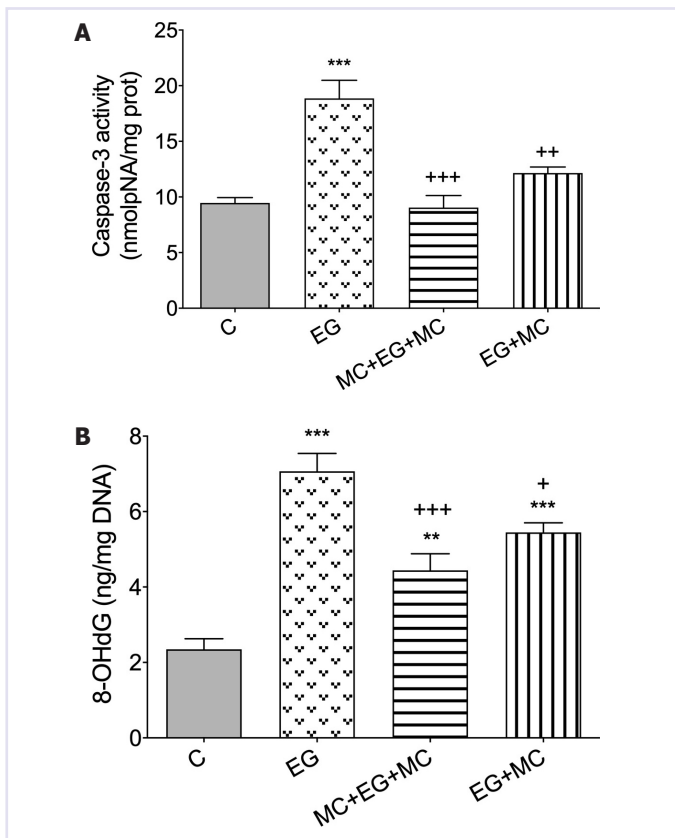 A
Caspase-3 activity
(nmolpNA/mg prot)
25
20
15
10
5
0
***
+++
++
C
EG
MC+EG+MC
EG+MC
B
8-OHdG (ng/mg DNA)
8
6
4
2
0
***
+++
**
+
***
C
EG
MC+EG+MC
EG+MC